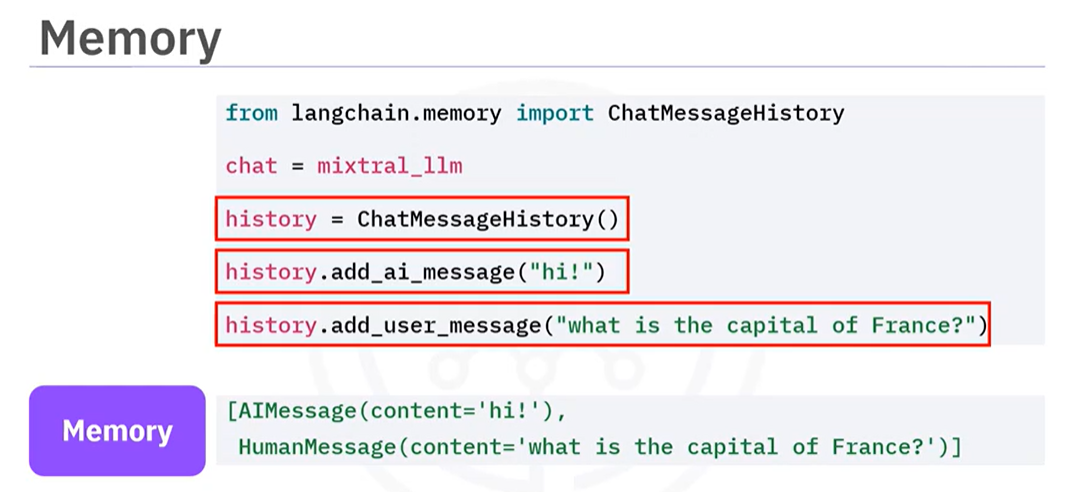 Memory
from langchain.memory import ChatMessageHistory
chat = mixtral_llm
history = ChatMessageHistory()
history.add_ai_message("hi!")
history.add_user_message("what is the capital of France?")
Memory
[AIMessage(content='hi!'),
HumanMessage(content='what is the capital of France?')]